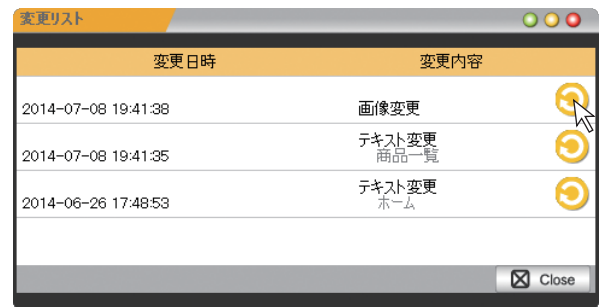 変更リスト
変更日時 変更内容
2014-07-08 19:41:38 画像変更
テキスト変更
2014-07-08 19:41:35 商品一覧
テキスト変更
2014-06-26 17:48:53 ホーム
Close